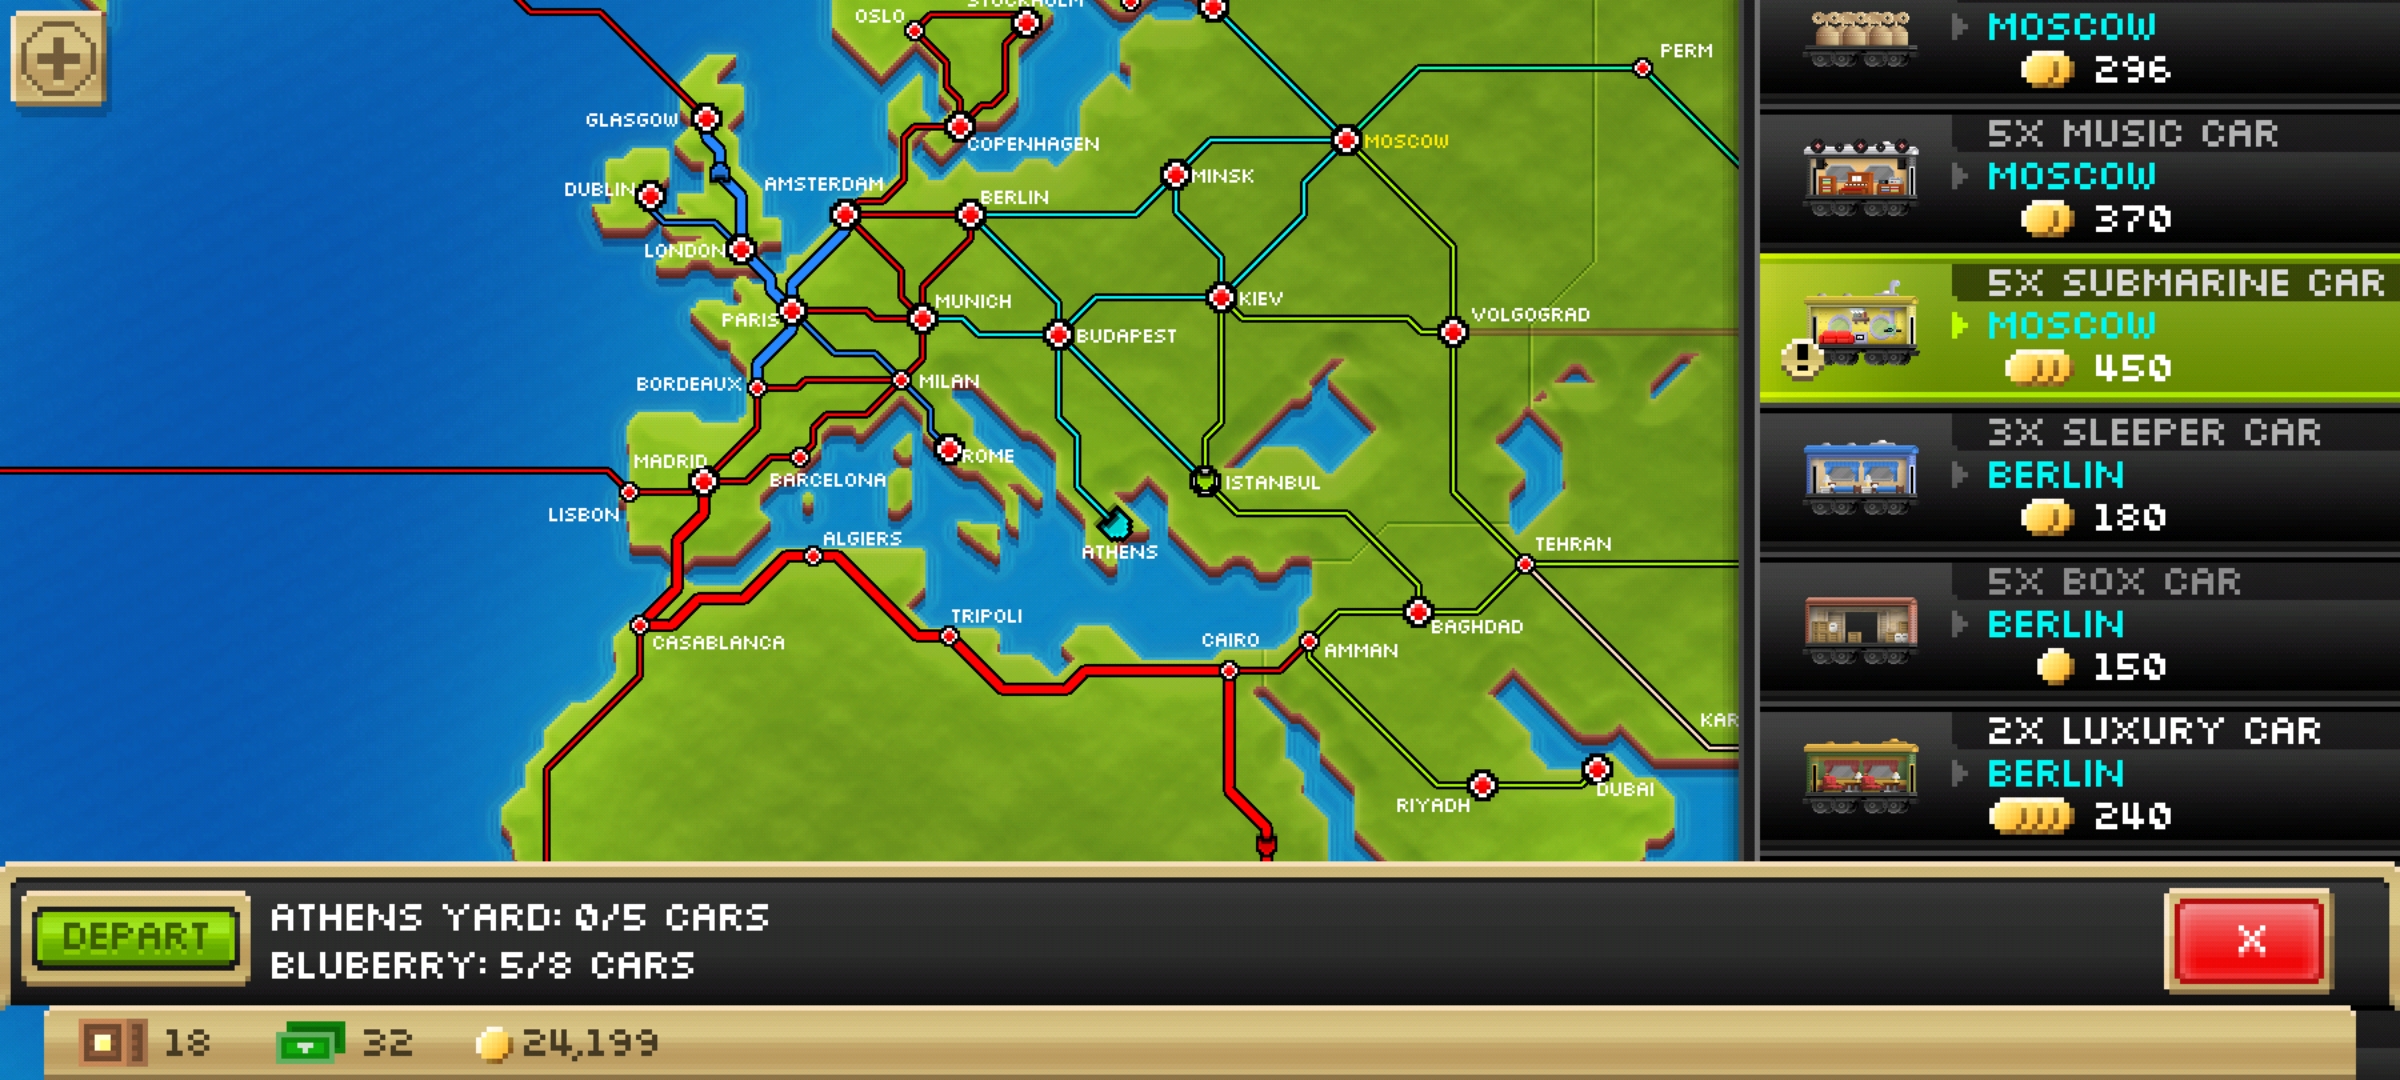 OSLO
STOCKHOLM
GLASGOW
COPENHAGEN
DUBLIN
AMSTERDAM
BERLIN
LONDON
MINSK
MOSCOW
PERM
PARIS
MUNICH
BUDAPEST
KIEV
VOLGOGRAD
BORDEAUX
MILAN
MADRID
BARCELONA
ROME
ISTANBUL
LISBON
ALGIERS
ATHENS
TEHRAN
TRIPOLI
CASABLANCA
CAIRO
AMMAN
BAGHDAD
KAR
RIYADH
DUBAI
MOSCOW
296
5X MUSIC CAR
MOSCOW
370
5X SUBMARINE CAR
MOSCOW
450
3X SLEEPER CAR
BERLIN
180
5X BOX CAR
BERLIN
150
2X LUXURY CAR
BERLIN
240
DEPART
ATHENS YARD: 0/5 CARS
BLUBERRY: 5/8 CARS
X
18
32
24,199